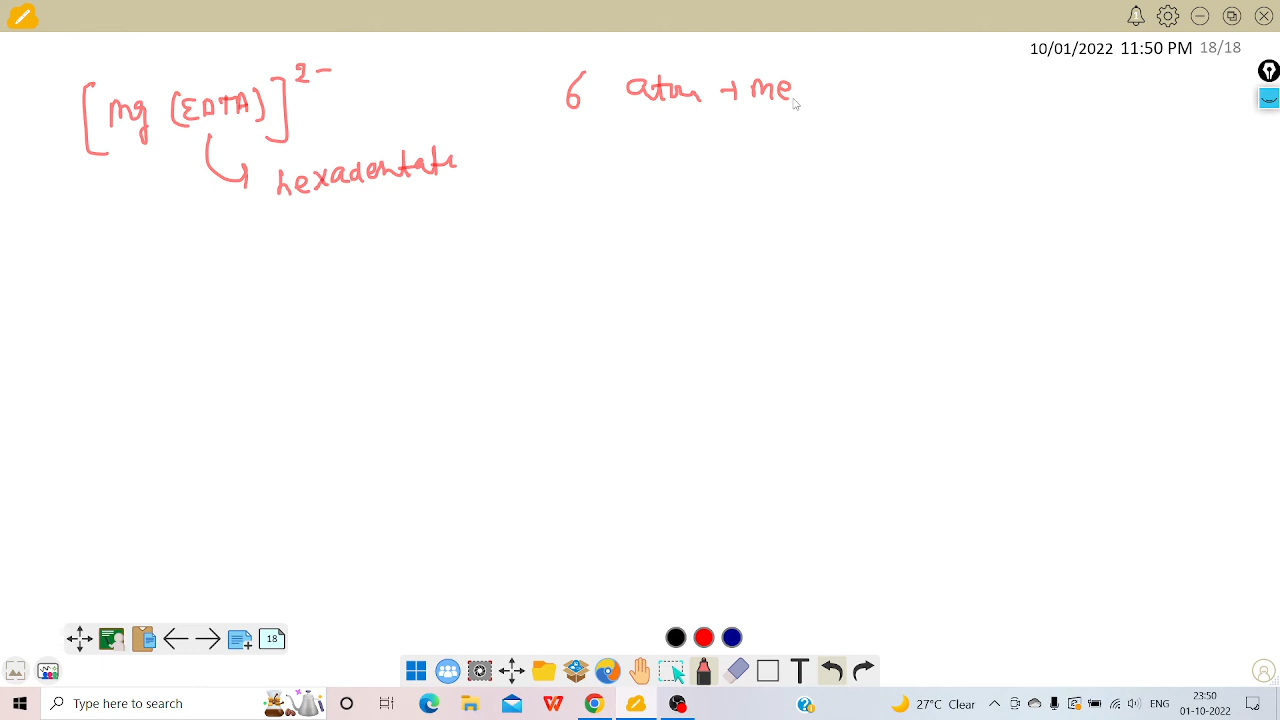 10/01/2022 11:50 PM 18/18
[Mg (EDTA)]2-
6 atom → me
hexadentate
18
Type here to search
27°C Clear
ENG
23:50
01-10-2022